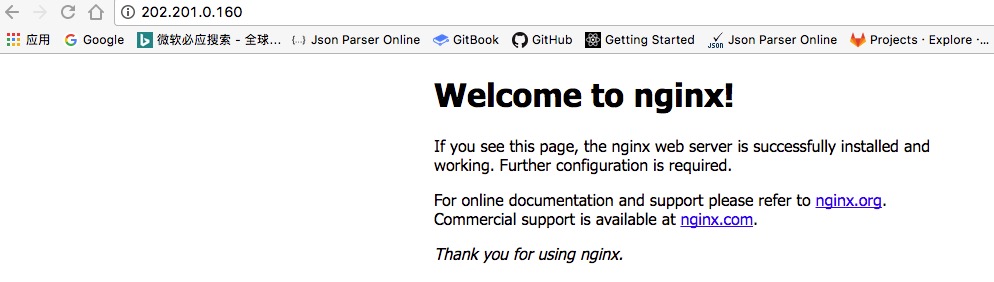 202.201.0.160
应用 Google 微软必应搜索 - 全球... Json Parser Online GitBook GitHub Getting Started JSON Json Parser Online Projects · Explore ·...
Welcome to nginx!
If you see this page, the nginx web server is successfully installed and
working. Further configuration is required.
For online documentation and support please refer to nginx.org.
Commercial support is available at nginx.com.
Thank you for using nginx.